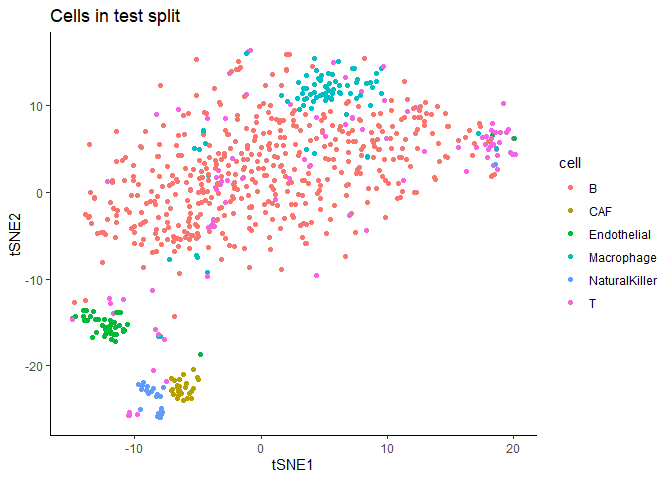 Cells in test split
tSNE2
10
0
-10
-20
-10
0
10
20
tSNE1
cell
B
CAF
Endothelial
Macrophage
NaturalKiller
T